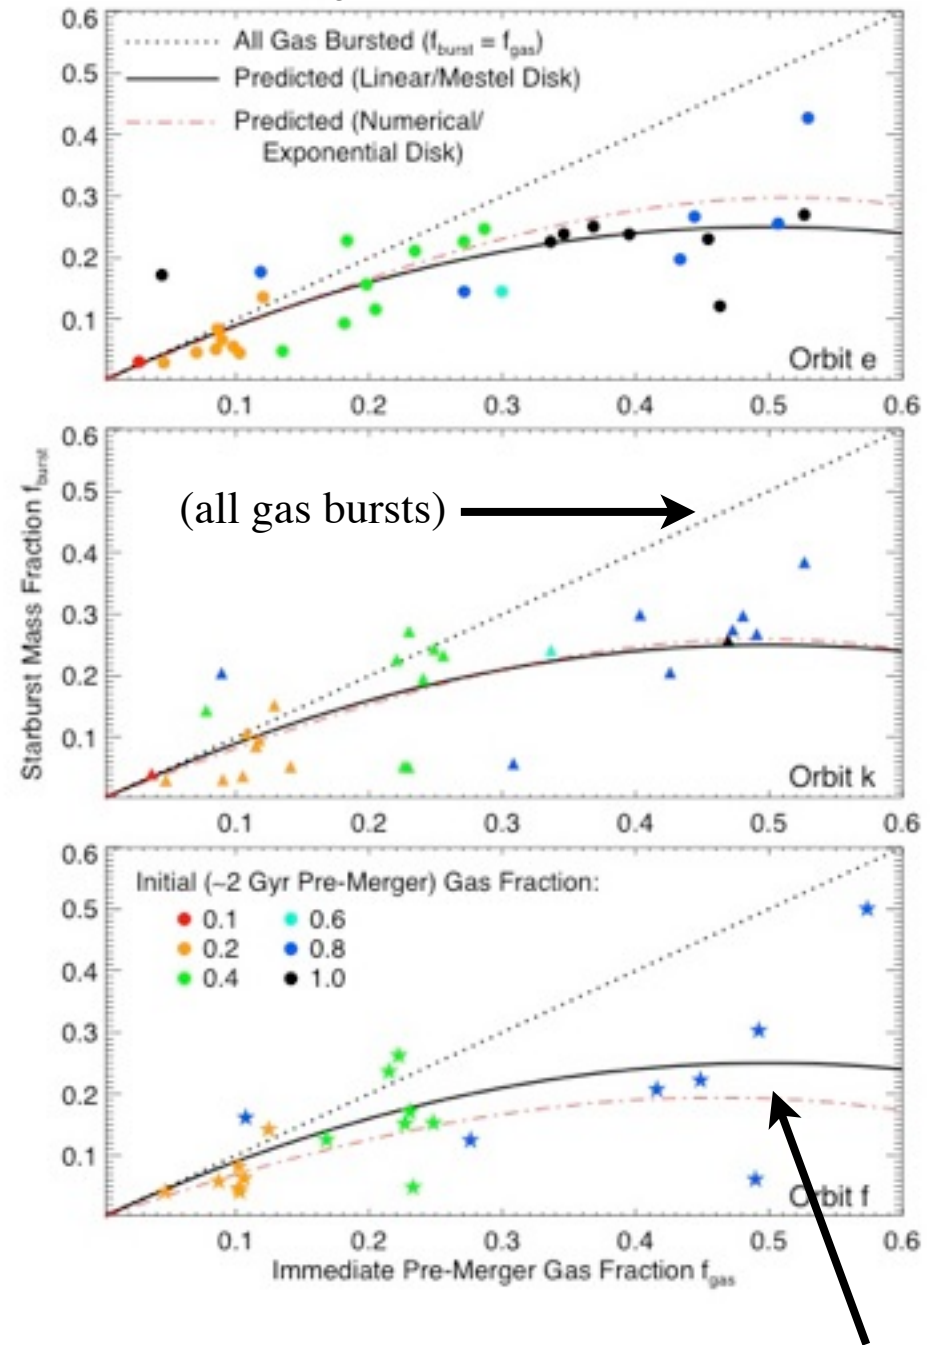 0.6
All Gas Bursted (fburst = fgas)
0.5
Predicted (Linear/Mestel Disk)
0.4
Predicted (Numerical/
Exponential Disk)
0.3
0.2
0.1
Orbit e
0.1 0.2 0.3 0.4 0.5 0.6
Starburst Mass Fraction fburst
0.6
0.5
(all gas bursts)
0.4
0.3
0.2
0.1
Orbit k
0.1 0.2 0.3 0.4 0.5 0.6
0.6
Initial (~2 Gyr Pre-Merger) Gas Fraction:
0.1 0.6
0.2 0.8
0.4 1.0
0.5
0.4
0.3
0.2
0.1
Orbit f
0.1 0.2 0.3 0.4 0.5 0.6
Immediate Pre-Merger Gas Fraction fgas